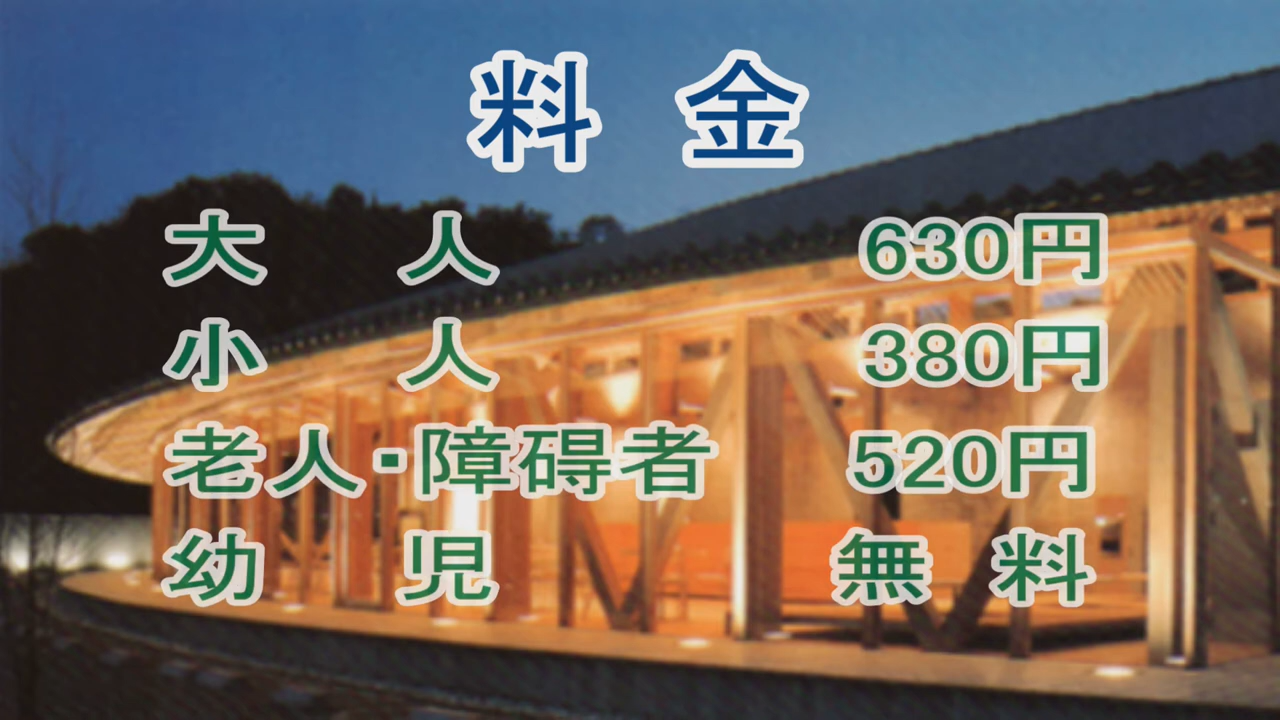 料金
大人 630円
小人 380円
老人・障碍者 520円
幼児 無料